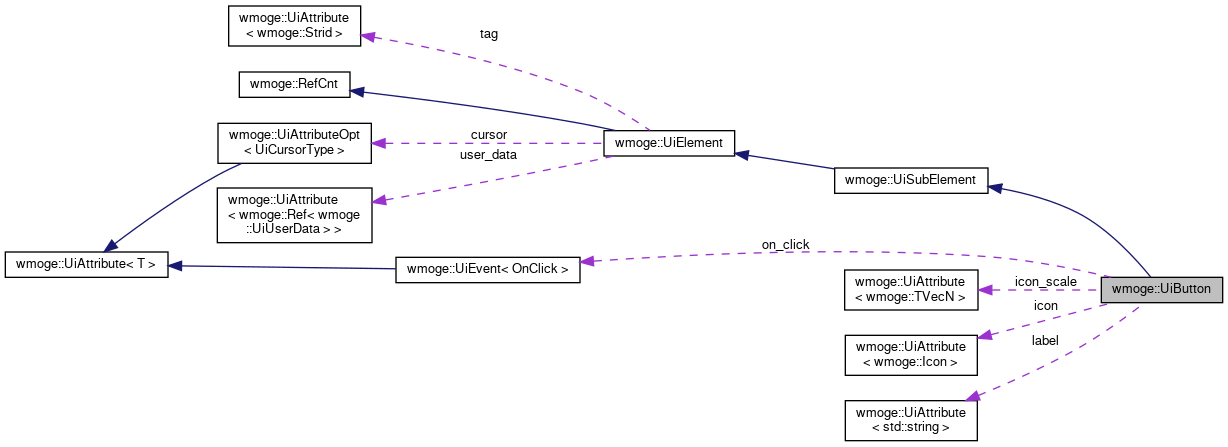 wmoge::UiAttribute
< wmoge::Strid >
tag
wmoge::RefCnt
wmoge::UiAttributeOpt
< UiCursorType >
cursor
wmoge::UiElement
user_data
wmoge::UiSubElement
wmoge::UiAttribute
< wmoge::Ref< wmoge
::UiUserData > >
on_click
wmoge::UiAttribute< T >
wmoge::UiEvent< OnClick >
wmoge::UiAttribute
< wmoge::TVecN >
icon_scale
wmoge::UiButton
icon
wmoge::UiAttribute
< wmoge::Icon >
label
wmoge::UiAttribute
< std::string >